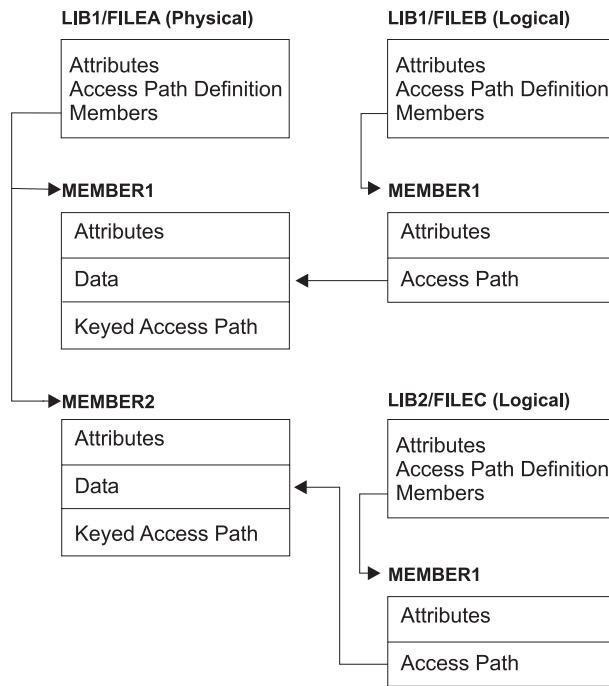 LIB1/FILEA (Physical)
Attributes
Access Path Definition
Members
MEMBER1
Attributes
Data
Keyed Access Path
MEMBER2
Attributes
Data
Keyed Access Path
LIB1/FILEB (Logical)
Attributes
Access Path Definition
Members
MEMBER1
Attributes
Access Path
LIB2/FILEC (Logical)
Attributes
Access Path Definition
Members
MEMBER1
Attributes
Access Path